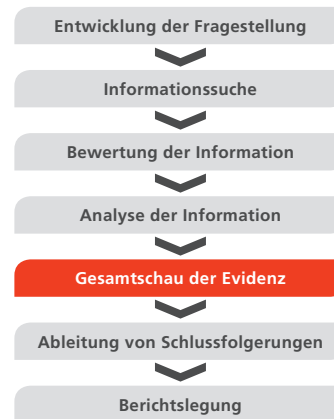 Entwicklung der Fragestellung
Informationssuche
Bewertung der Information
Analyse der Information
Gesamtschau der Evidenz
Ableitung von Schlussfolgerungen
Berichtslegung